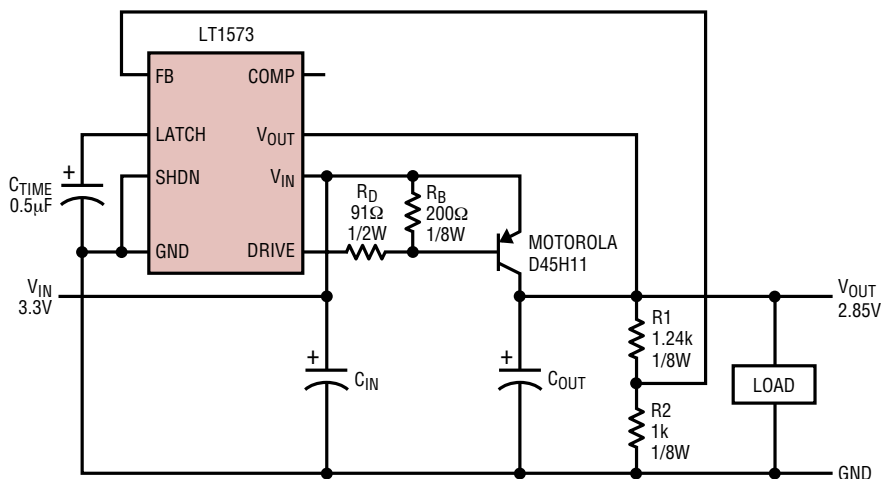 LT1573
FB
COMP
LATCH
VOUT
SHDN
VIN
GND
DRIVE
+
CTIME
0.5µF
RD
91Ω
1/2W
RB
200Ω
1/8W
MOTOROLA
D45H11
VIN
3.3V
VOUT
2.85V
+
CIN
+
COUT
R1
1.24k
1/8W
R2
1k
1/8W
LOAD
GND